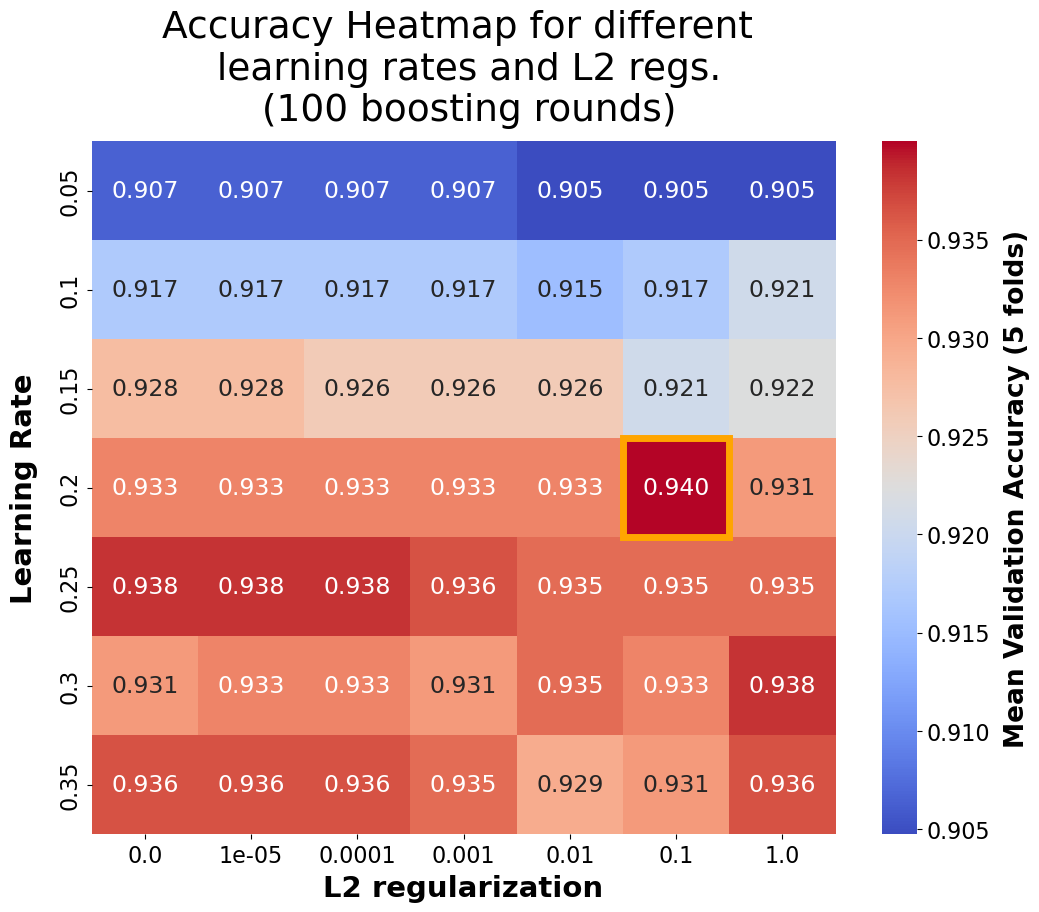 Accuracy Heatmap for different
learning rates and L2 regs.
(100 boosting rounds)
Learning Rate
0.05 0.907 0.907 0.907 0.907 0.905 0.905 0.905
0.1 0.917 0.917 0.917 0.917 0.915 0.917 0.921
0.15 0.928 0.928 0.926 0.926 0.926 0.921 0.922
0.2 0.933 0.933 0.933 0.933 0.933 0.940 0.931
0.25 0.938 0.938 0.938 0.936 0.935 0.935 0.935
0.3 0.931 0.933 0.933 0.931 0.935 0.933 0.938
0.35 0.936 0.936 0.936 0.935 0.929 0.931 0.936
0.0 1e-05 0.0001 0.001 0.01 0.1 1.0
L2 regularization
0.935
0.930
0.925
0.920
0.915
0.910
0.905
Mean Validation Accuracy (5 folds)